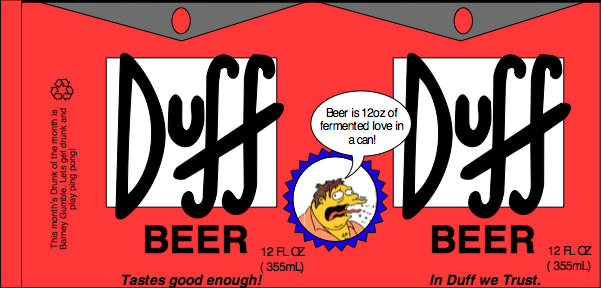 This month's Drunk of the month is
Barney Gumble. Lets get drunk and
play ping pong!
Duff
BEER
12 FL OZ
( 355mL)
Tastes good enough!
Beer is 12oz of
fermented love in
a can!
Duff
BEER
12 FL OZ
( 355mL)
In Duff we Trust.